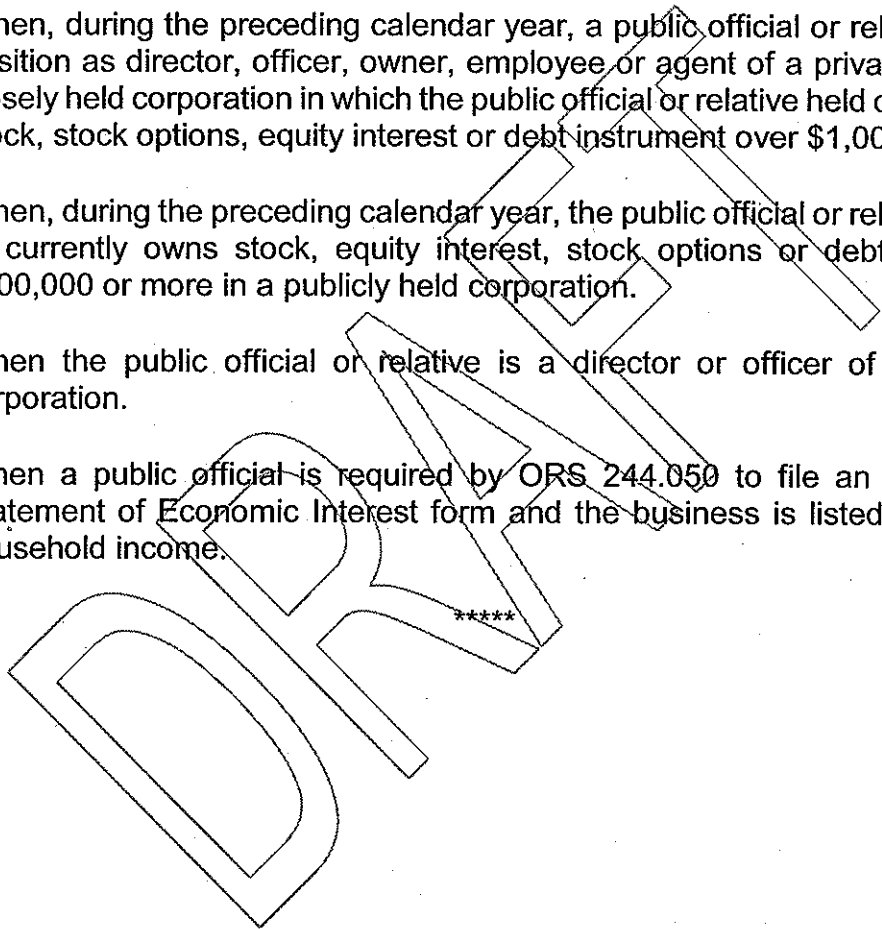 hen, during the preceding calendar year, a public official or rel
sition as director, officer, owner, employee or agent of a priva
sely held corporation in which the public official or relative held
ck, stock options, equity interest or debt instrument over $1,00
hen, during the preceding calendar year, the public official or rel
currently owns stock, equity interest, stock options or debt
00,000 or more in a publicly held corporation.
hen the public official or relative is a director or officer of
rporation.
hen a public official is required by ORS 244.050 to file an
atement of Economic Interest form and the business is listed
usehold income.
*****
DRAFT